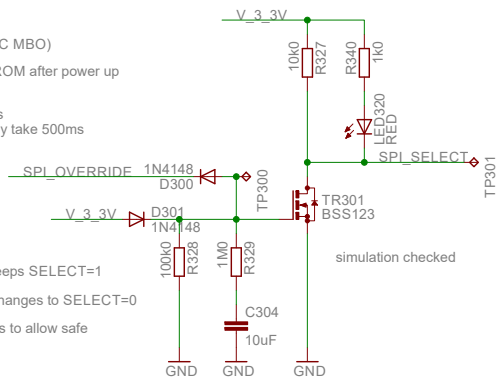 V_3_3V
C MBO)
10k0
R327
R340
1k0
ROM after power up
s
y take 500ms
LED320
RED
SPI_OVERRIDE
1N4148
D300
TP300
SPI_SELECT
TP301
V_3_3V
D301
1N4148
TR301
BSS123
100k0
R328
1M0
R329
simulation checked
eeps SELECT=1
hanges to SELECT=0
C304
10uF
s to allow safe
GND
GND
GND